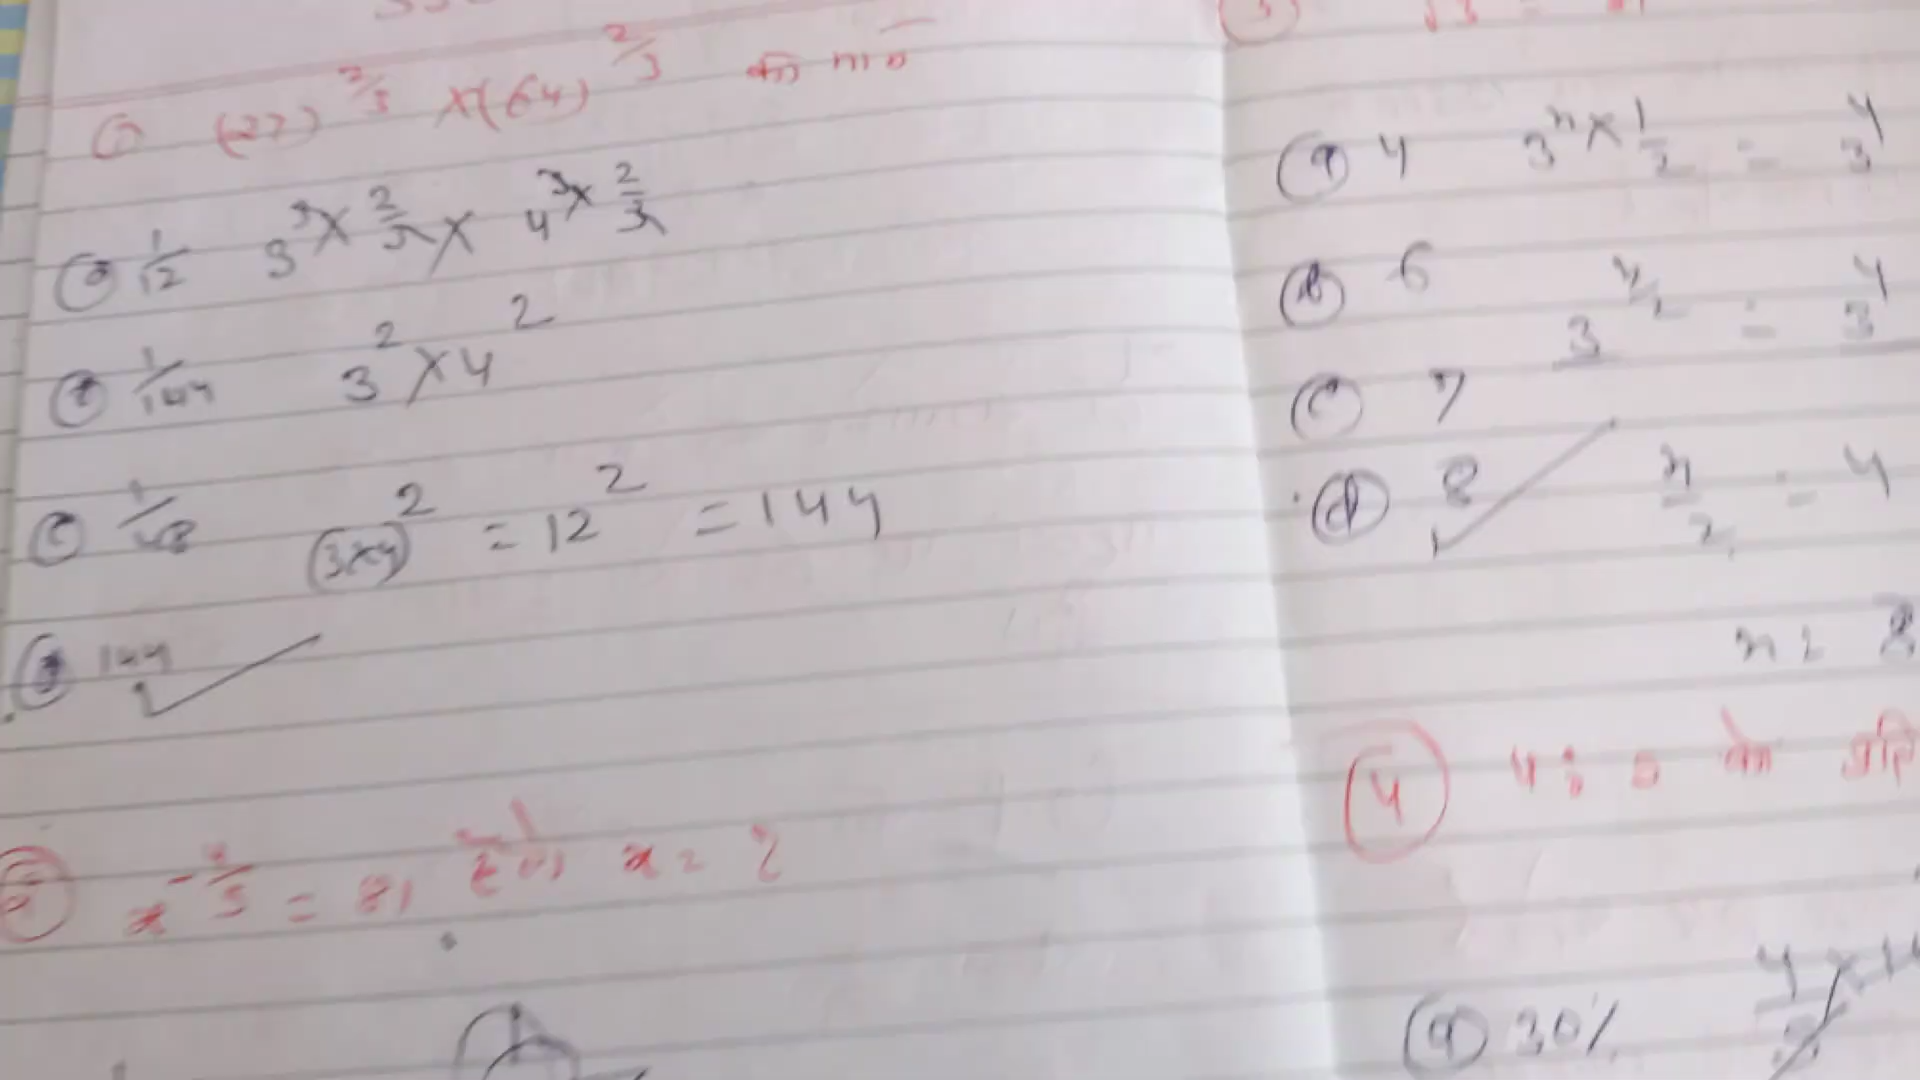 (27)^2/3 × (64)^2/3 का मान
1/12 3^3×2/3 × 4^3×2/3
1/144 3^2 × 4^2
(c) 1/48 (3×4)^2 = 12^2 = 144
144
= 81, x = ?
4 3^n×1/2 = 3^4
(b) 6 3^n/2 = 3^4
(c) 7
(d) 8 n/2 = 4
n = 8
(4) 4:5
(a) 30%